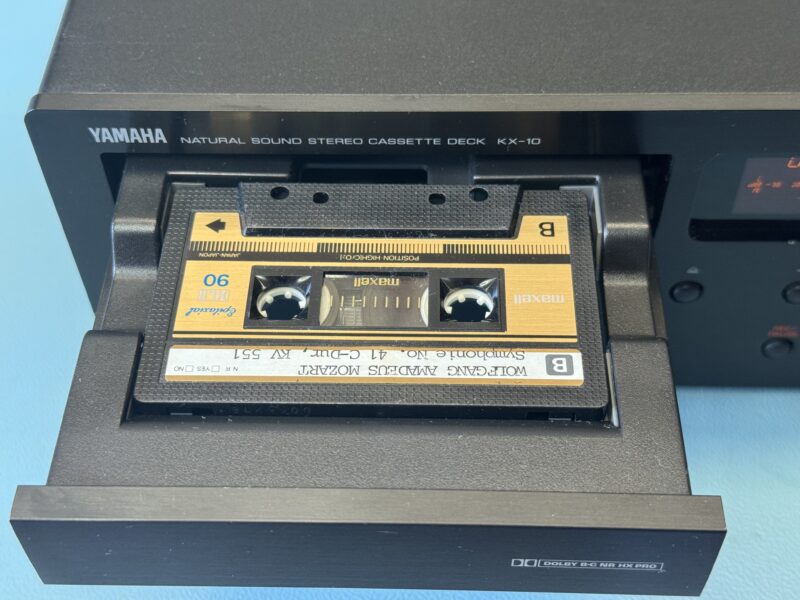 YAMAHA NATURAL SOUND STEREO CASSETTE DECK KX-10
B
POSITION HIGH(CrO₂)
JAPAN-JAPON
maxell
maxell
Epitaxial
90
B
WOLFGANG AMADEUS MOZART
Symphonie No. 41 C-Dur, KV 551
N.R. □YES □NO
DOLBY B-C NR HX PRO